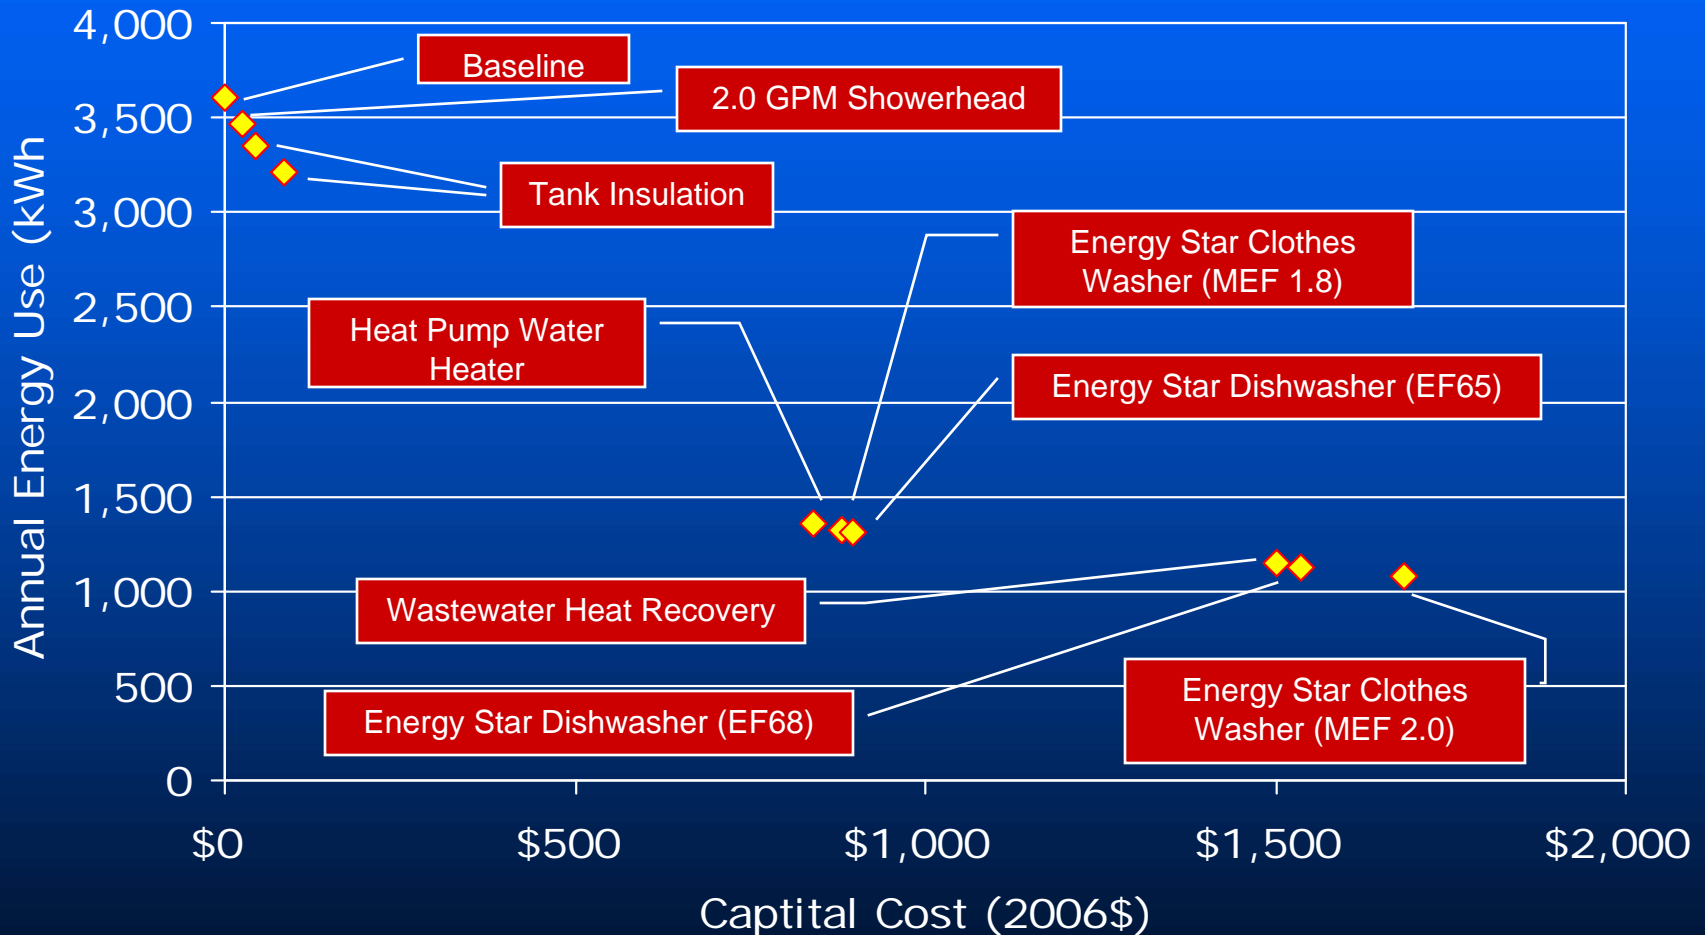 4,000
3,500
3,000
2,500
2,000
1,500
1,000
500
0
Annual Energy Use (kWh
Baseline
2.0 GPM Showerhead
Tank Insulation
Energy Star Clothes
Washer (MEF 1.8)
Heat Pump Water
Heater
Energy Star Dishwasher (EF65)
Wastewater Heat Recovery
Energy Star Dishwasher (EF68)
Energy Star Clothes
Washer (MEF 2.0)
$0
$500
$1,000
$1,500
$2,000
Captital Cost (2006$)